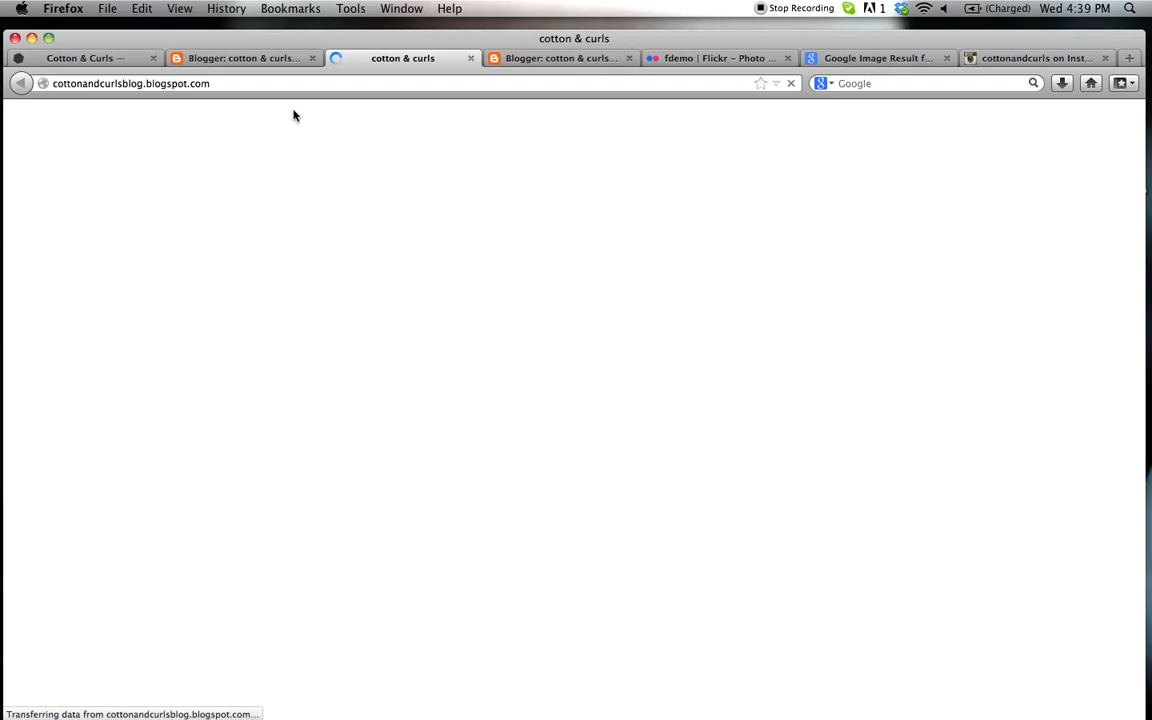 Firefox File Edit View History Bookmarks Tools Window Help Stop Recording 1 (Charged) Wed 4:39 PM
cotton & curls
Cotton & Curls — Blogger: cotton & curls... cotton & curls Blogger: cotton & curls... fdemo | Flickr – Photo ... Google Image Result f... cottonandcurls on Inst...
cottonandcurlsblog.blogspot.com Google
Transferring data from cottonandcurlsblog.blogspot.com...